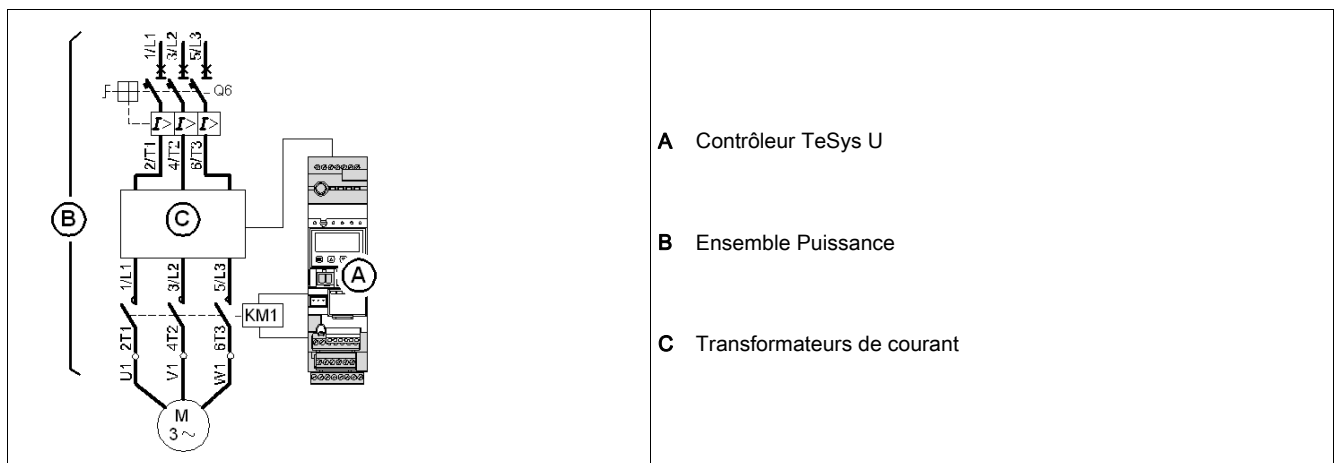 1/L1 3/L2 5/L3
Q6
I> I> I>
2/T1 4/T2 6/T3
B C
A
1/L1 3/L2 5/L3
KM1
2T1 4T2 6T3
U1 V1 W1
M
3~
A Contrôleur TeSys U
B Ensemble Puissance
C Transformateurs de courant